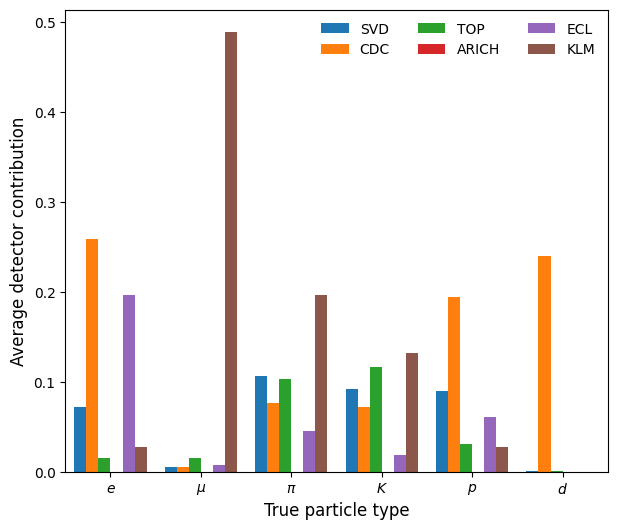 0.5
0.4
0.3
0.2
0.1
0.0
Average detector contribution
SVD
CDC
TOP
ARICH
ECL
KLM
e
μ
π
K
p
d
True particle type